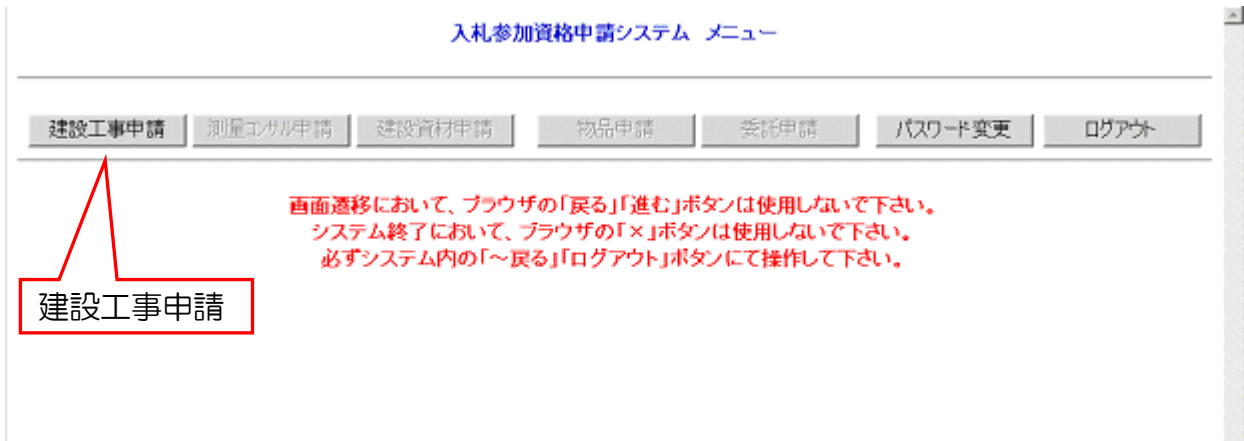 入札参加資格申請システム メニュー
建設工事申請 測量コンサル申請 建設資材申請 物品申請 委託申請 パスワード変更 ログアウト
画面遷移において、ブラウザの「戻る」「進む」ボタンは使用しないで下さい。
システム終了において、ブラウザの「×」ボタンは使用しないで下さい。
必ずシステム内の「～戻る」「ログアウト」ボタンにて操作して下さい。
建設工事申請